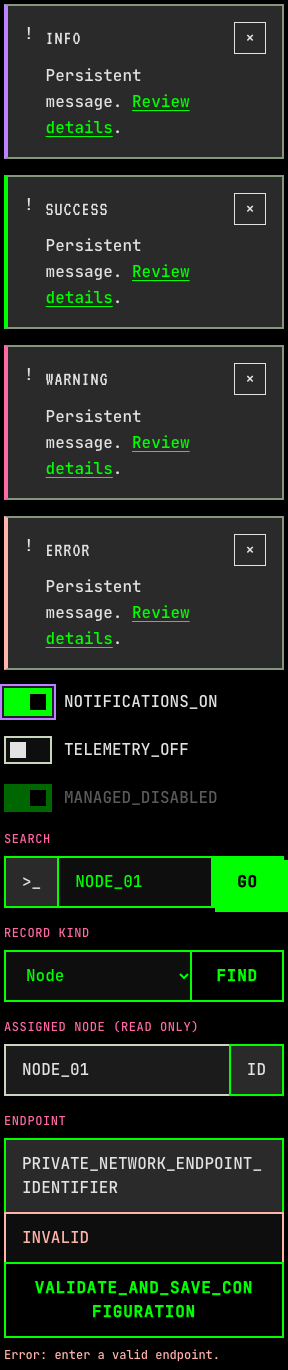 ! INFO ×
Persistent
message. Review
details.
! SUCCESS ×
Persistent
message. Review
details.
! WARNING ×
Persistent
message. Review
details.
! ERROR ×
Persistent
message. Review
details.
NOTIFICATIONS_ON
TELEMETRY_OFF
MANAGED_DISABLED
SEARCH
>_ NODE_01 GO
RECORD KIND
Node FIND
ASSIGNED NODE (READ ONLY)
NODE_01 ID
ENDPOINT
PRIVATE_NETWORK_ENDPOINT_
IDENTIFIER
INVALID
VALIDATE_AND_SAVE_CON
FIGURATION
Error: enter a valid endpoint.